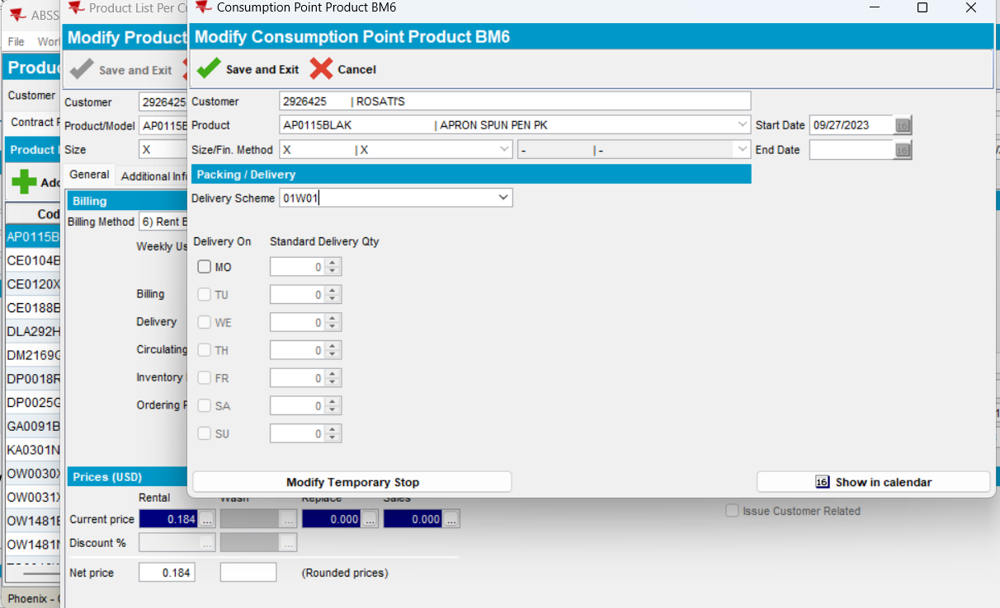 ABSS
File Wor
Produc
Customer
Contract P
Product l
Add
Cod
AP0115B
CE0104B
CE0120X
CE0188B
DLA292H
DM2169G
DP0018R
DP0025G
GA0091B
KA0301N
OW0030X
OW0031X
OW1481B
OW1481N
Phoenix -
Product List Per Cu
Modify Product
Save and Exit
Customer 2926425
Product/Model AP0115B
Size X
General Additional Info
Billing
Billing Method 6) Rent B
Weekly Us
Billing
Delivery
Circulating
Inventory
Ordering P
Prices (USD)
Rental Wash Replace Sales
Current price 0.184 ... ... 0.000 ... 0.000 ...
Discount % ... ...
Net price 0.184 (Rounded prices)
Issue Customer Related
Consumption Point Product BM6
Modify Consumption Point Product BM6
Save and Exit Cancel
Customer 2926425 | ROSATI'S
Product AP0115BLAK | APRON SPUN PEN PK Start Date 09/27/2023 16
Size/Fin. Method X | X - | - End Date 16
Packing / Delivery
Delivery Scheme 01W01
Delivery On Standard Delivery Qty
MO 0
TU 0
WE 0
TH 0
FR 0
SA 0
SU 0
Modify Temporary Stop 16 Show in calendar